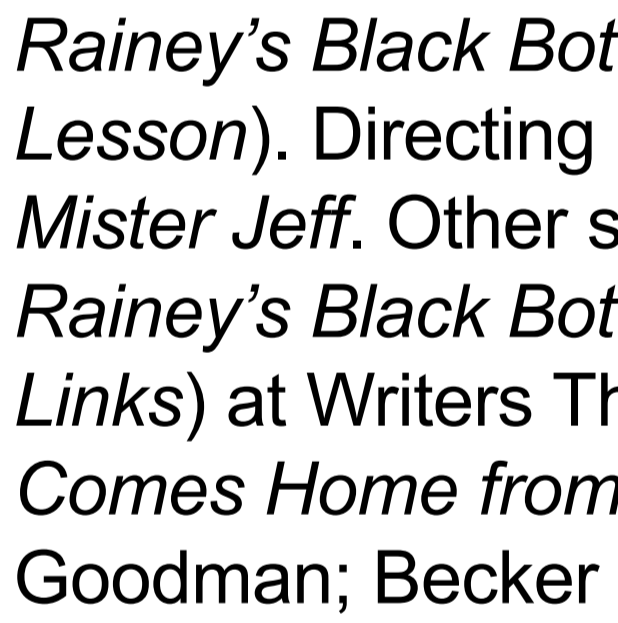 Rainey’s Black Bot
Lesson). Directing
Mister Jeff. Other s
Rainey’s Black Bot
Links) at Writers Th
Comes Home from
Goodman; Becker